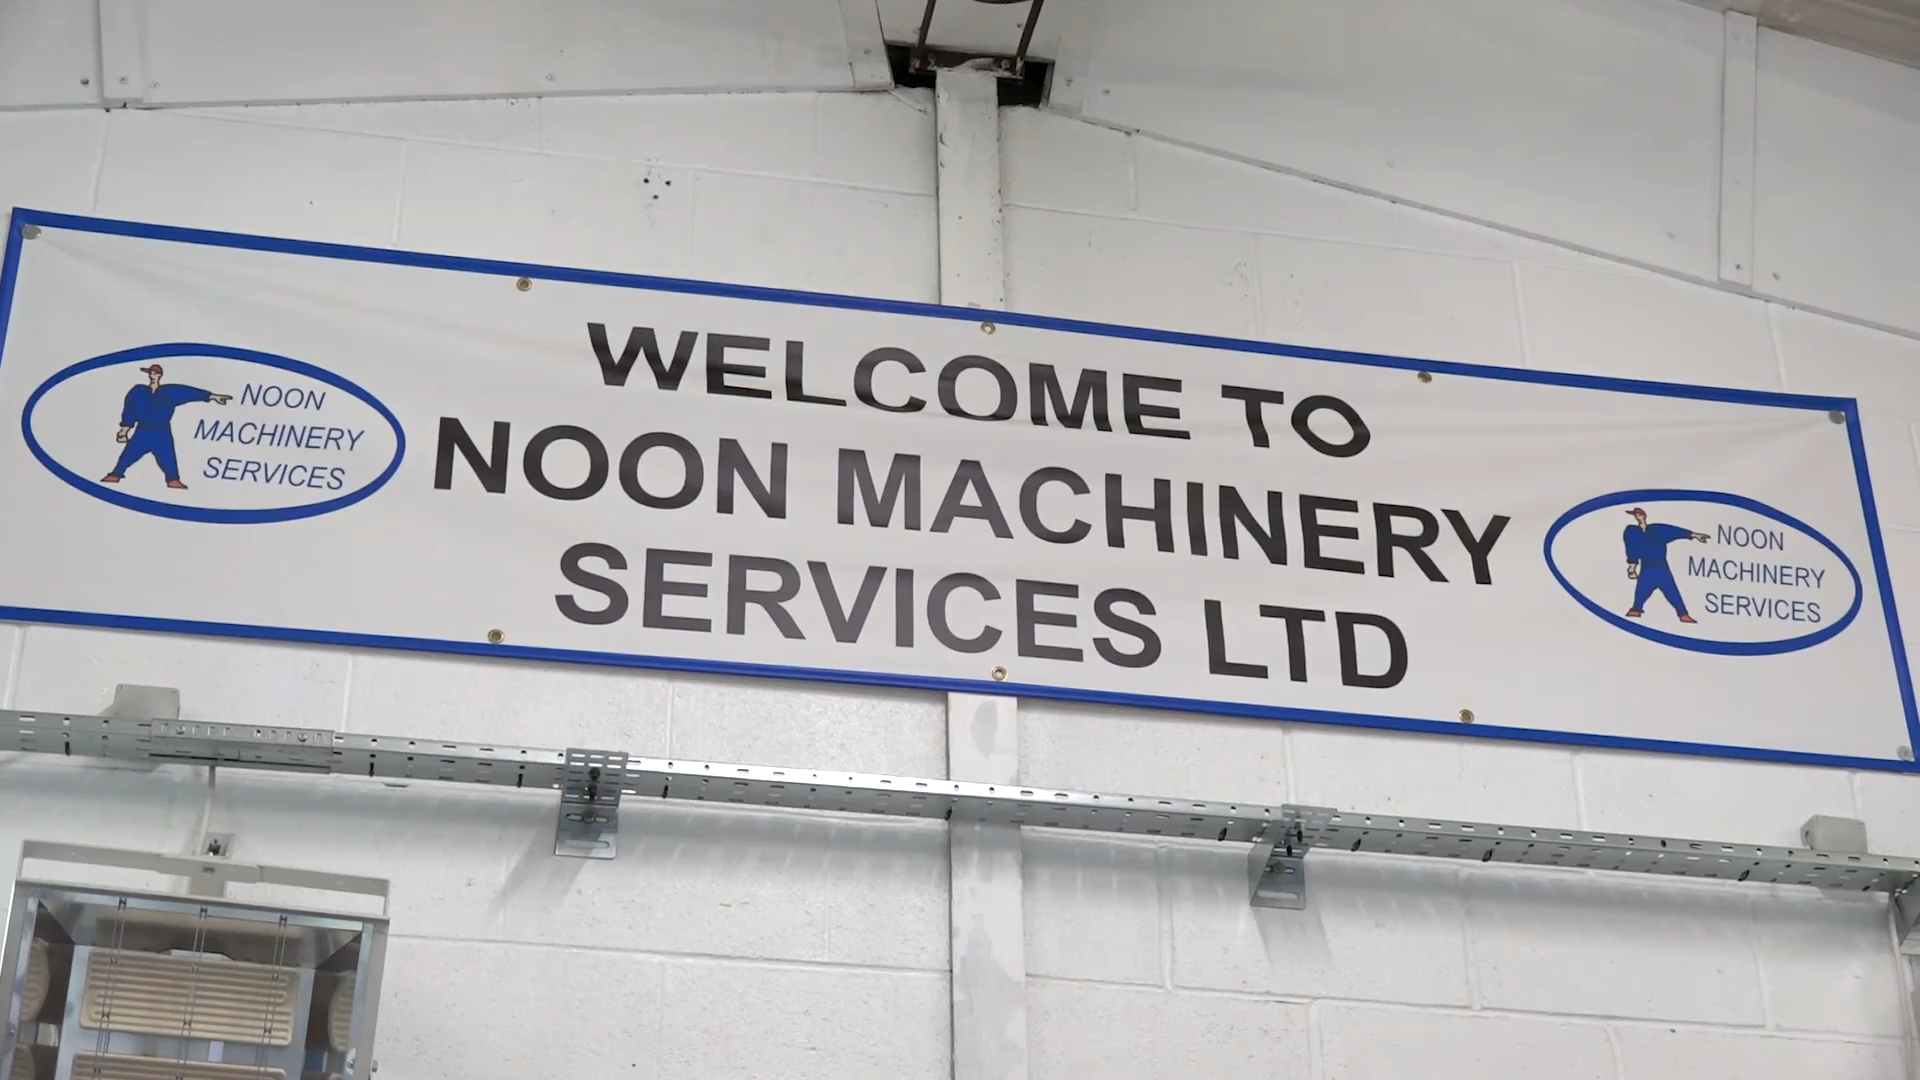 WELCOME TO
NOON MACHINERY
SERVICES LTD
NOON
MACHINERY
SERVICES
NOON
MACHINERY
SERVICES